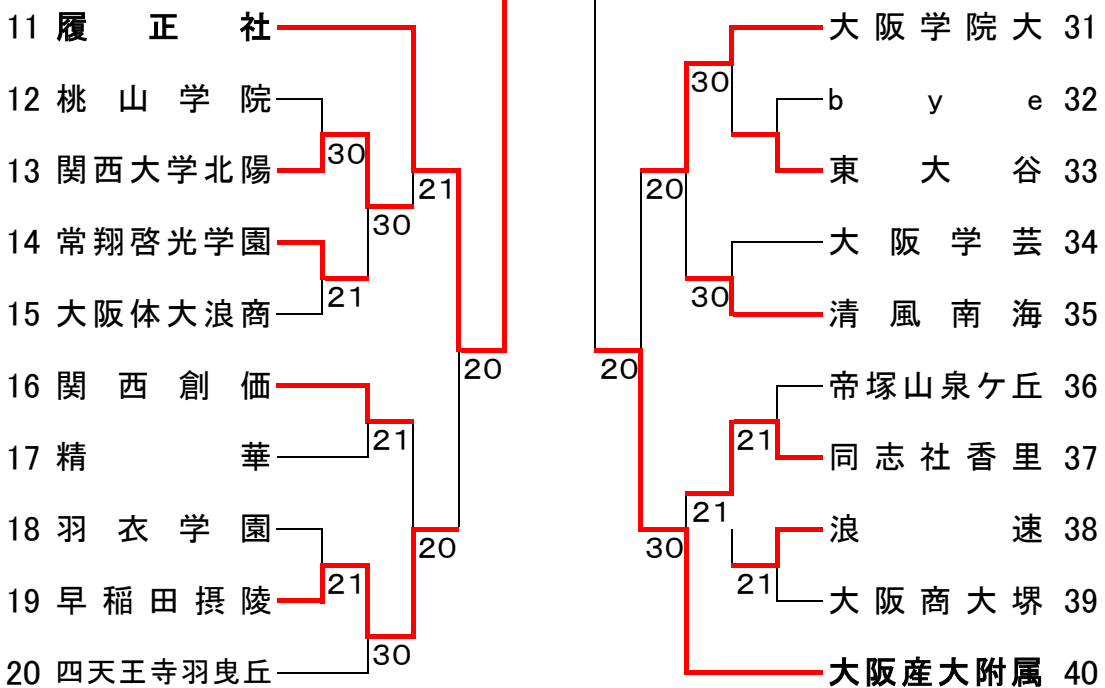 11 履正社
12 桃山学院
13 関西大学北陽
14 常翔啓光学園
15 大阪体大浪商
16 関西創価
17 精華
18 羽衣学園
19 早稲田摂陵
20 四天王寺羽曳丘
30
21
30
21
20
21
20
21
30
大阪学院大 31
bye 32
東大谷 33
大阪学芸 34
清風南海 35
帝塚山泉ケ丘 36
同志社香里 37
浪速 38
大阪商大堺 39
大阪産大附属 40
30
20
30
20
21
21
30
21